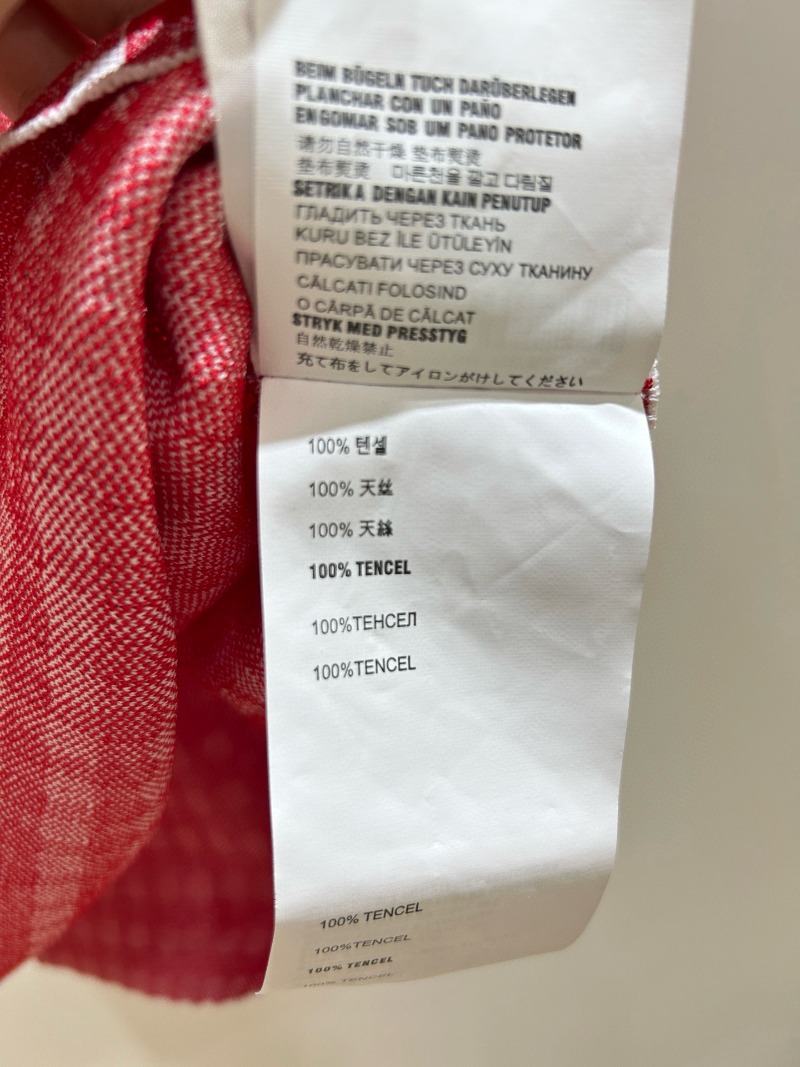 BEIM BÜGELN TUCH DARÜBERLEGEN
PLANCHAR CON UN PAÑO
ENGOMAR SOB UM PANO PROTETOR
请勿自然干燥 垫布熨烫
垫布熨烫 마른천을 깔고 다림질
SETRIKA DENGAN KAIN PENUTUP
ГЛАДИТЬ ЧЕРЕЗ ТКАНЬ
KURU BEZ İLE ÜTÜLEYİN
ПРАСУВАТИ ЧЕРЕЗ СУХУ ТКАНИНУ
CĂLCATI FOLOSIND
O CÂRPĂ DE CĂLCAT
STRYK MED PRESSTYG
自然乾燥禁止
充て布をしてアイロンがけしてください
100% 텐셀
100% 天丝
100% 天絲
100% TENCEL
100%ТЕНСЕЛ
100%TENCEL
100% TENCEL
100%TENCEL
100% TENCEL
100% TENCEL